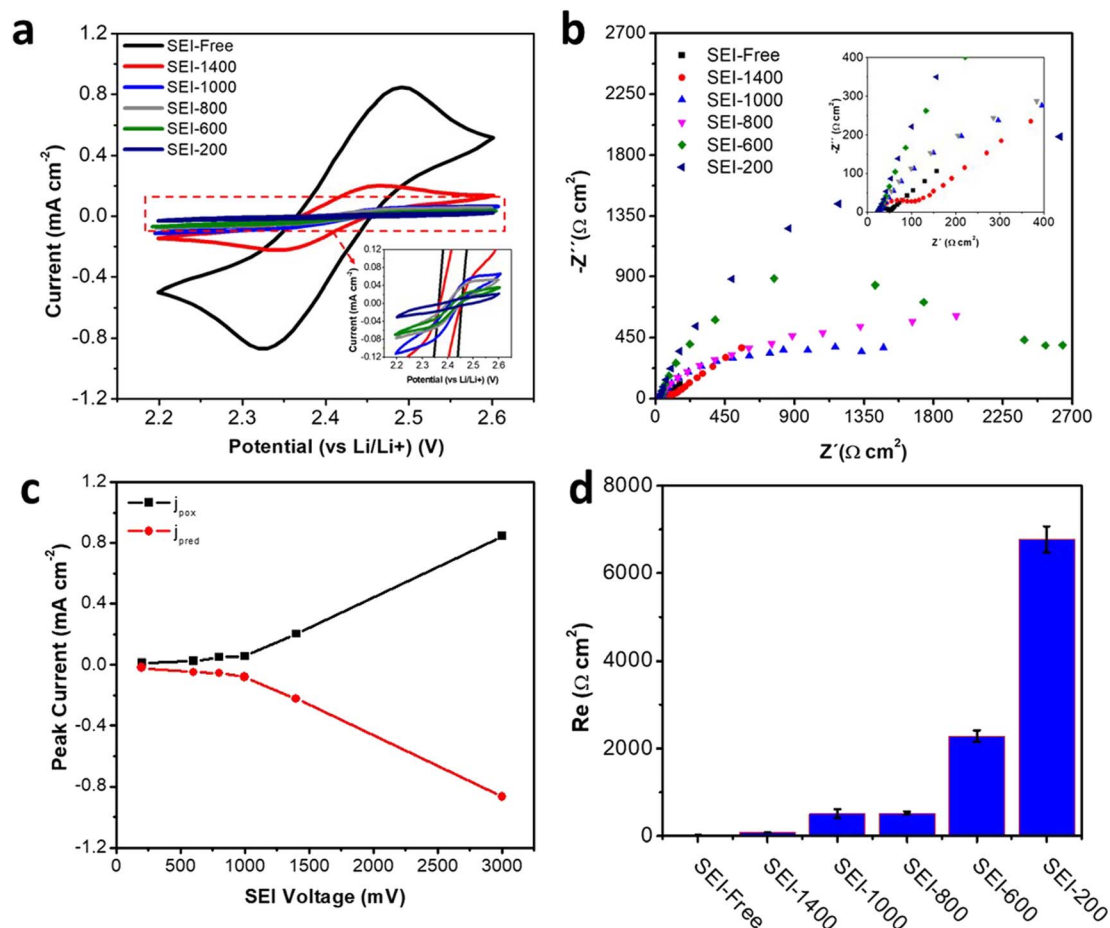 a
1.2
0.8
0.4
0.0
-0.4
-0.8
-1.2
Current (mA cm-2)
SEI-Free
SEI-1400
SEI-1000
SEI-800
SEI-600
SEI-200
0.12
0.08
0.04
0.00
-0.04
-0.08
-0.12
Current (mA cm-2)
2.2 2.3 2.4 2.5 2.6
Potential (vs Li/Li+) (V)
2.2 2.3 2.4 2.5 2.6
Potential (vs Li/Li+) (V)
b
2700
2250
1800
1350
900
450
0
-Z´´(Ω cm2)
SEI-Free
SEI-1400
SEI-1000
SEI-800
SEI-600
SEI-200
400
300
200
100
0
-Z´´ (Ω cm2)
0 100 200 300 400
Z´ (Ω cm2)
0 450 900 1350 1800 2250 2700
Z´(Ω cm2)
c
1.2
0.8
0.4
0.0
-0.4
-0.8
-1.2
Peak Current (mA cm-2)
jpox
jpred
0 500 1000 1500 2000 2500 3000
SEI Voltage (mV)
d
8000
6000
4000
2000
0
Re (Ω cm2)
SEI-Free
SEI-1400
SEI-1000
SEI-800
SEI-600
SEI-200